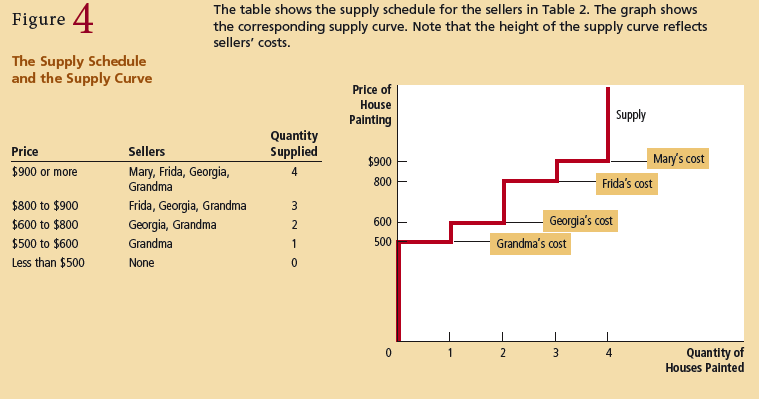 Figure 4
The table shows the supply schedule for the sellers in Table 2. The graph shows
the corresponding supply curve. Note that the height of the supply curve reflects
sellers' costs.
The Supply Schedule
and the Supply Curve
Quantity
Price Sellers Supplied
$900 or more Mary, Frida, Georgia, 4
Grandma
$800 to $900 Frida, Georgia, Grandma 3
$600 to $800 Georgia, Grandma 2
$500 to $600 Grandma 1
Less than $500 None 0
Price of
House
Painting
Supply
$900
Mary's cost
800
Frida's cost
600
Georgia's cost
500
Grandma's cost
0 1 2 3 4
Quantity of
Houses Painted